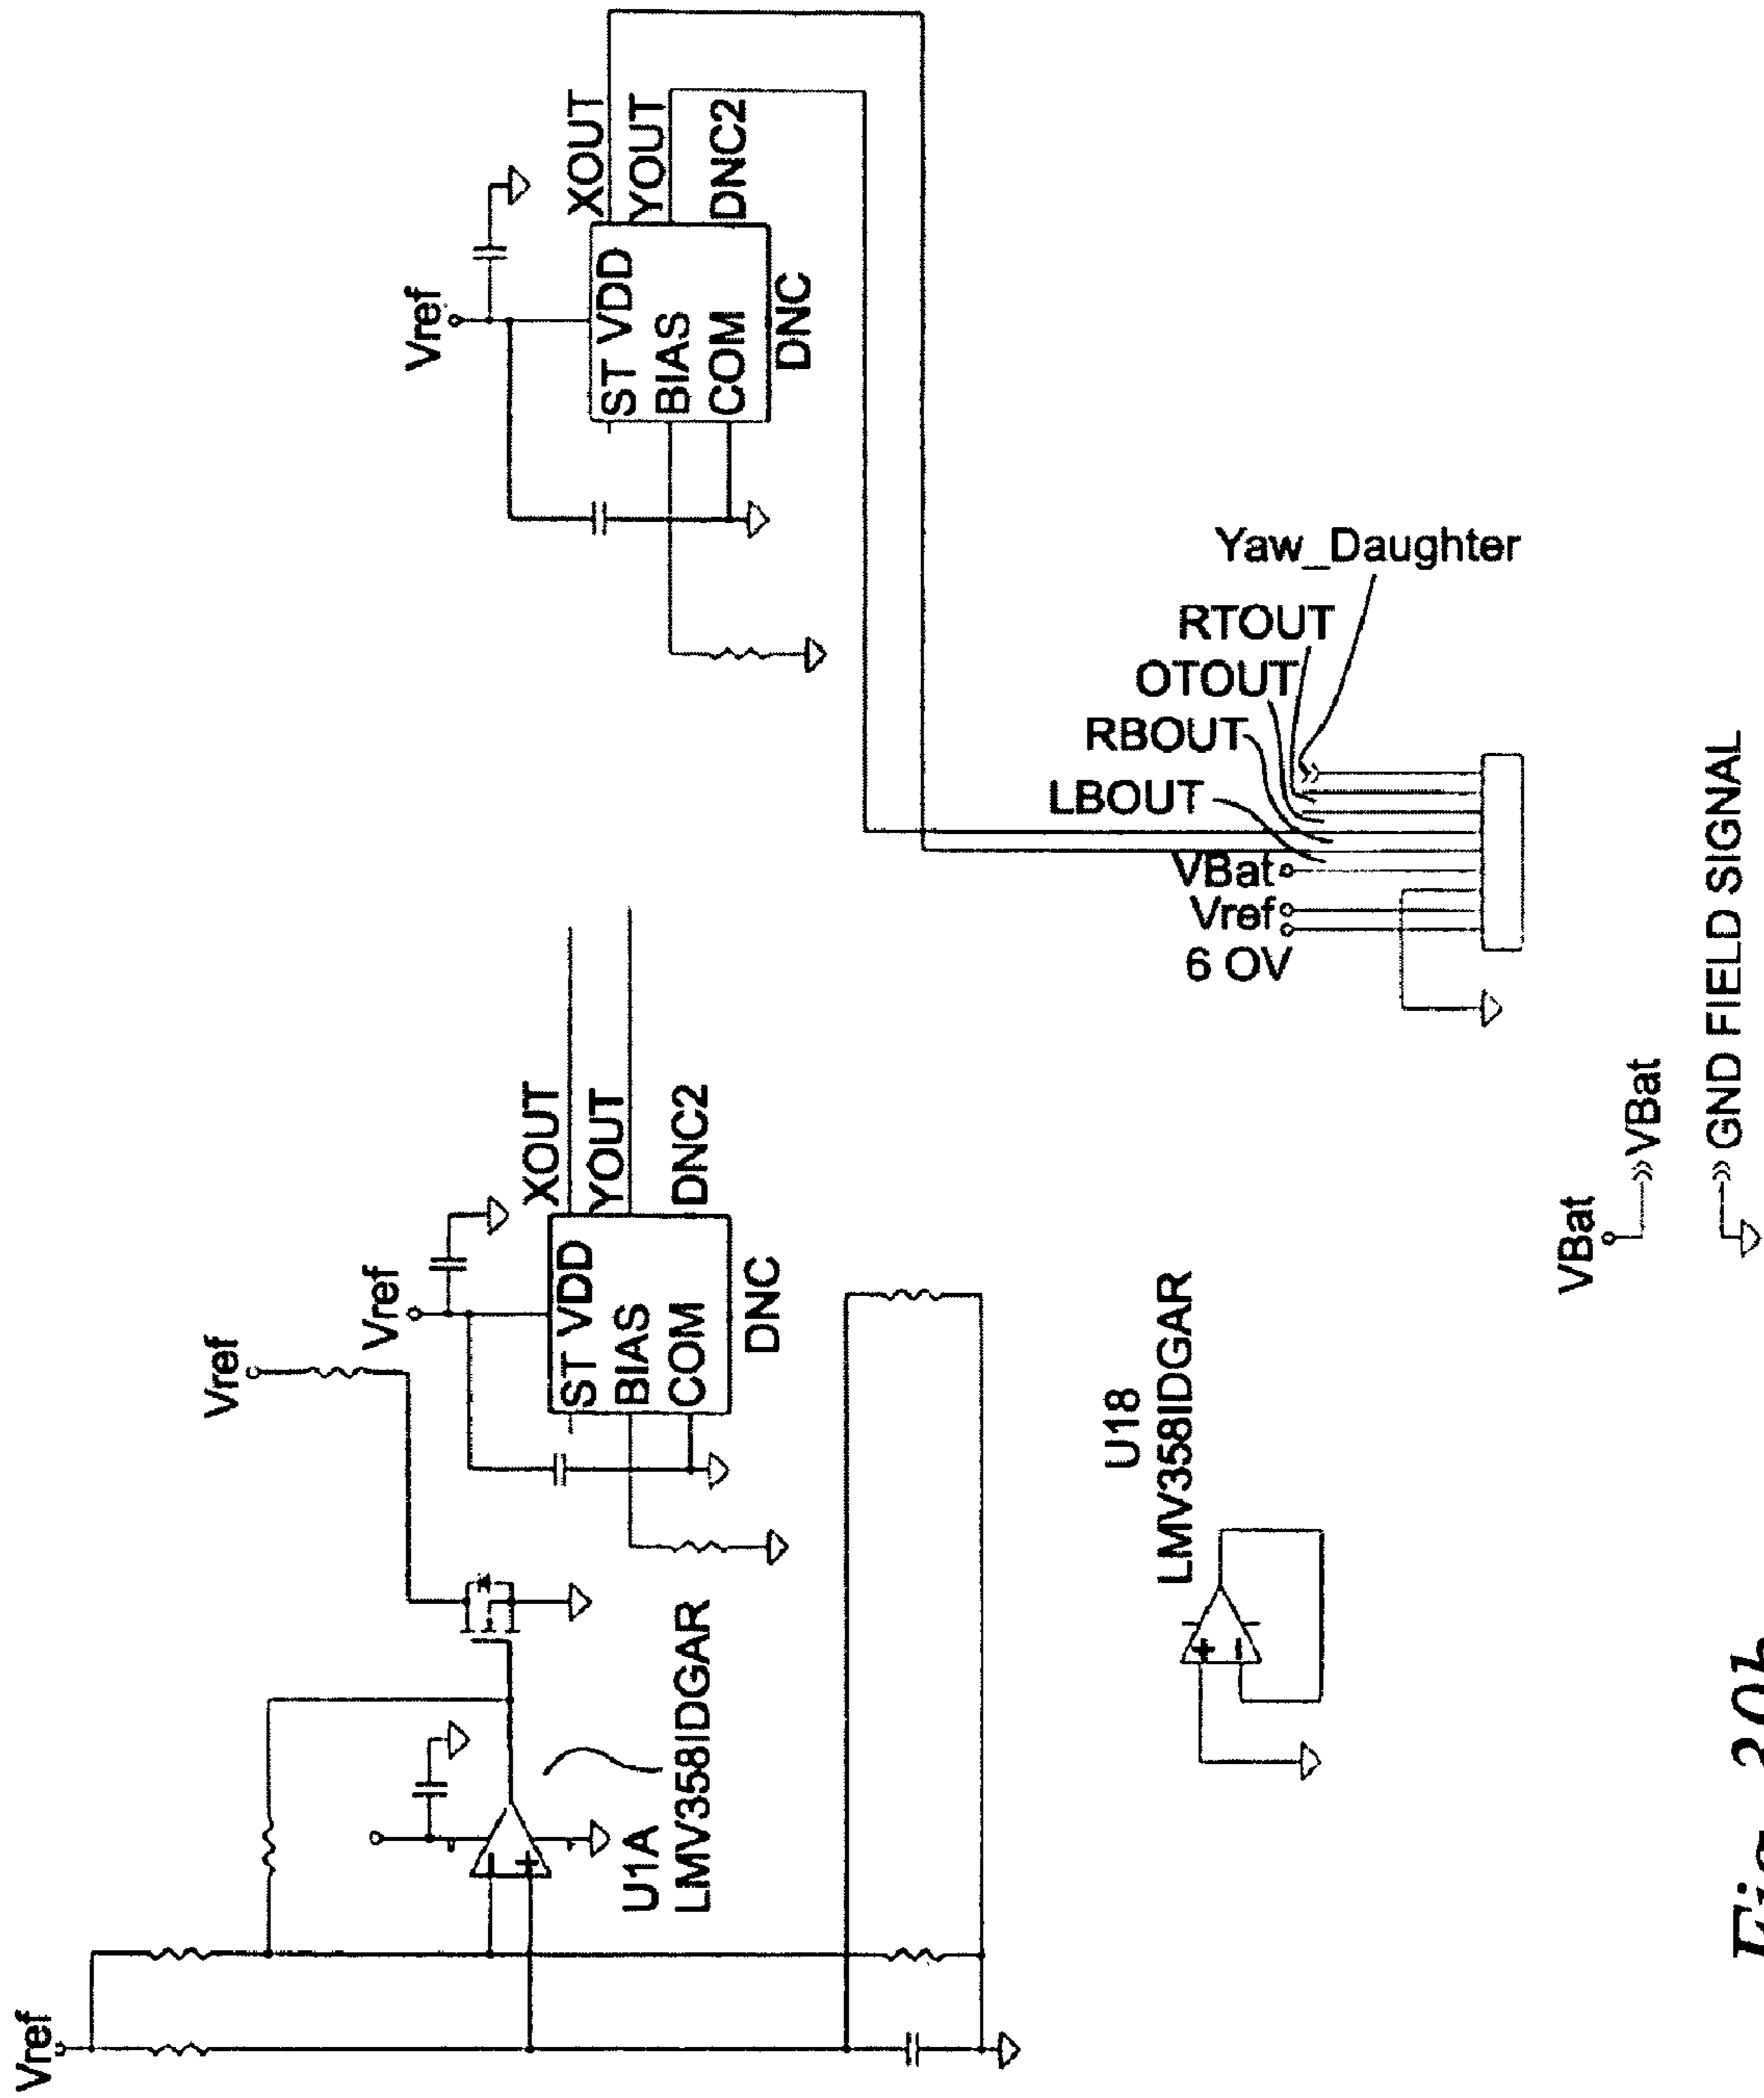 Vref
Vref
Vref
XOUT
YOUT
DNC2
ST VDD
BIAS
COM
DNC
U1A
LMV358IDGAR
Vref
XOUT
YOUT
DNC2
ST VDD
BIAS
COM
DNC
U18
LMV358IDGAR
Yaw_Daughter
RTOUT
OTOUT
RBOUT
LBOUT
VBat
Vref
6 OV
VBat
VBat
GND FIELD SIGNAL
Fig